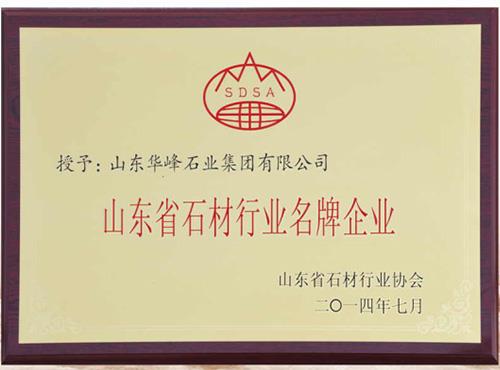 SDSA
授予：山东华峰石业集团有限公司
山东省石材行业名牌企业
山东省石材行业协会
二〇一四年七月